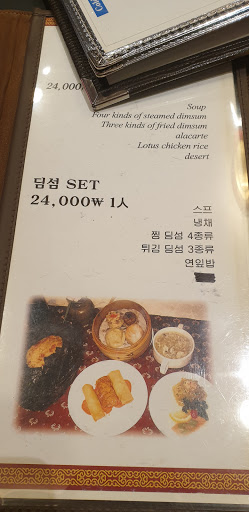 24,000
Soup
Four kinds of steamed dimsum
Three kinds of fried dimsum
alacarte
Lotus chicken rice
desert
딤섬 SET
24,000₩ 1人
스프
냉채
찜 딤섬 4종류
튀김 딤섬 3종류
연잎밥